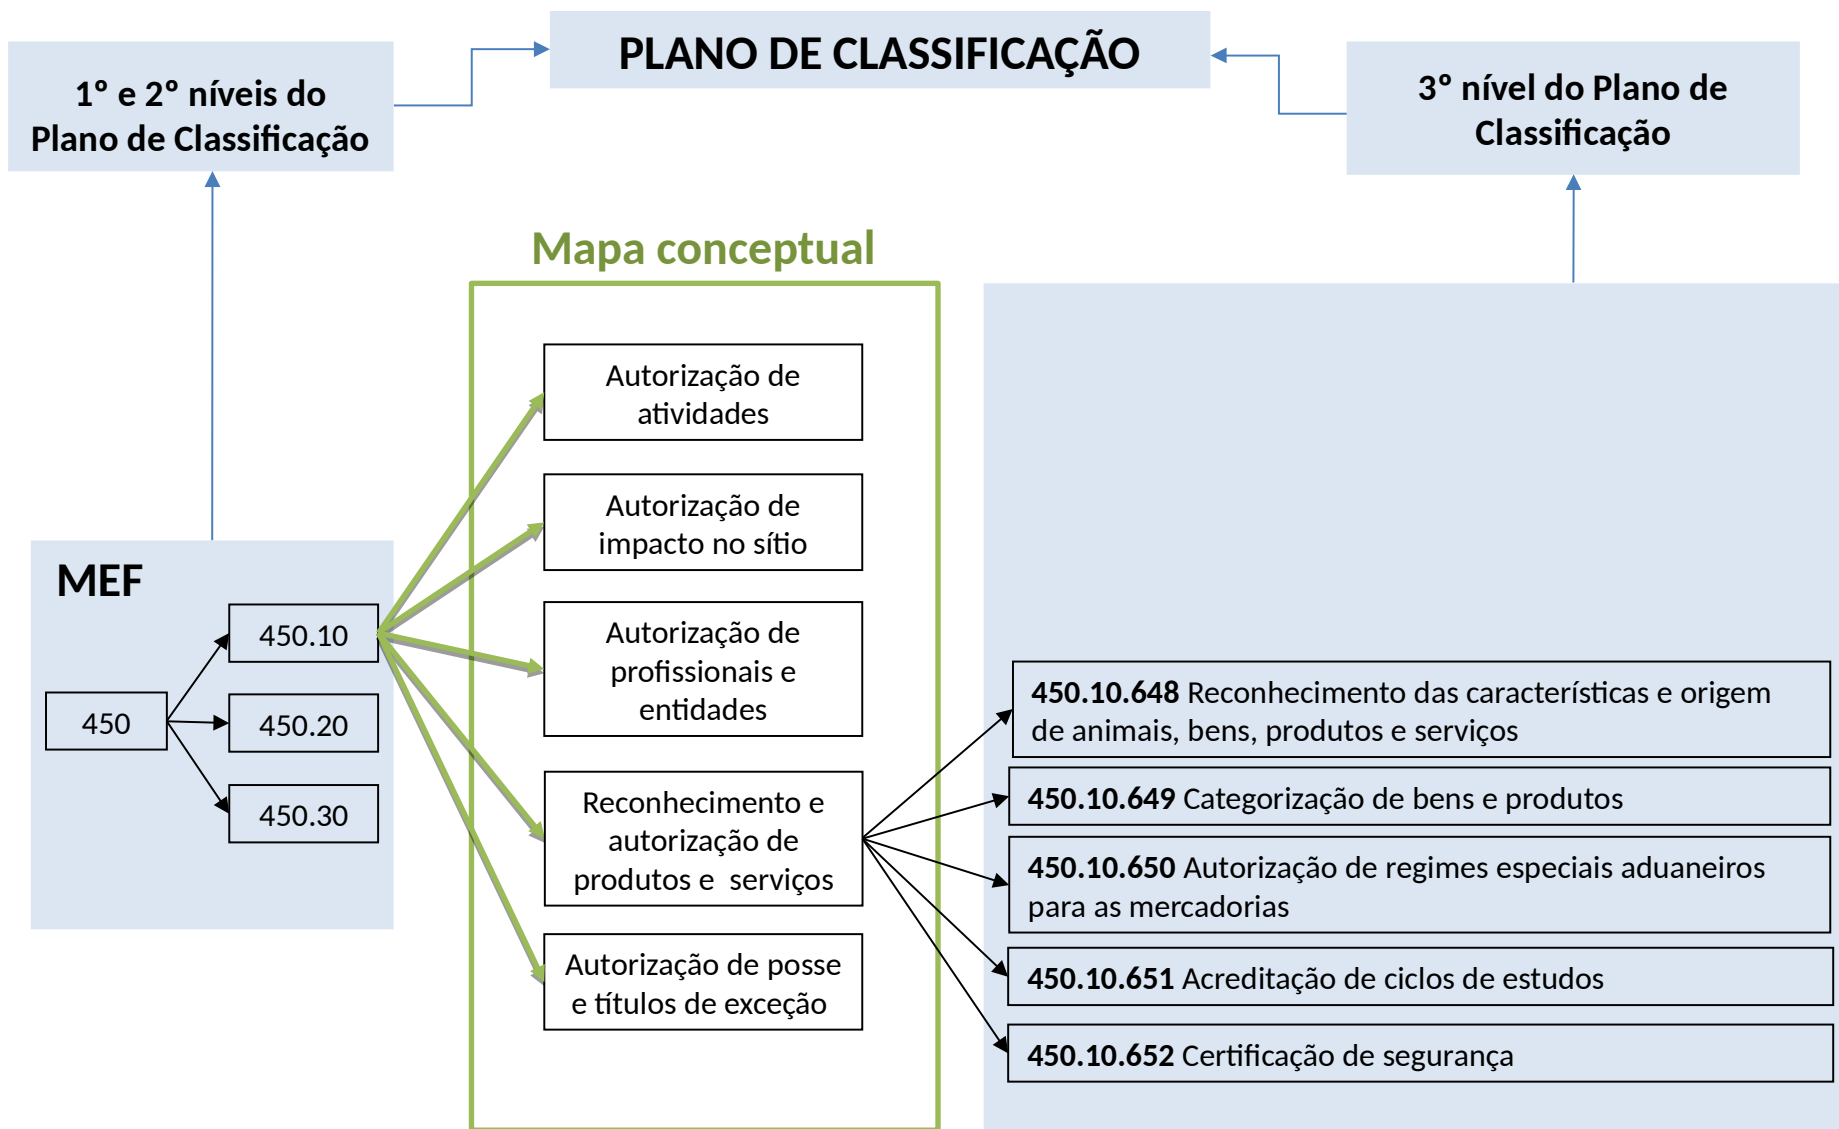 PLANO DE CLASSIFICAÇÃO
1º e 2º níveis do
Plano de Classificação
3º nível do Plano de
Classificação
Mapa conceptual
MEF
450
450.10
450.20
450.30
Autorização de
atividades
Autorização de
impacto no sítio
Autorização de
profissionais e
entidades
Reconhecimento e
autorização de
produtos e  serviços
Autorização de posse
e títulos de exceção
450.10.648 Reconhecimento das características e origem
de animais, bens, produtos e serviços
450.10.649 Categorização de bens e produtos
450.10.650 Autorização de regimes especiais aduaneiros
para as mercadorias
450.10.651 Acreditação de ciclos de estudos
450.10.652 Certificação de segurança